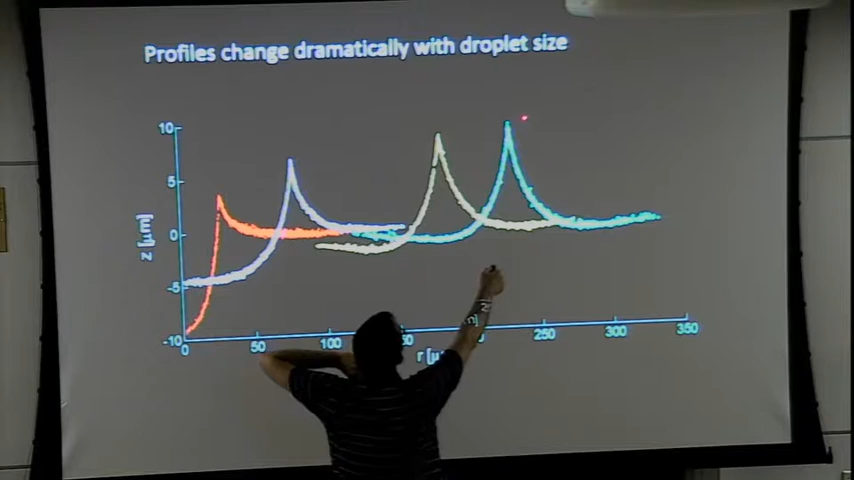 Profiles change dramatically with droplet size
10
5
0
-5
-10
z [μm]
0 50 100 250 300 350
r [μ